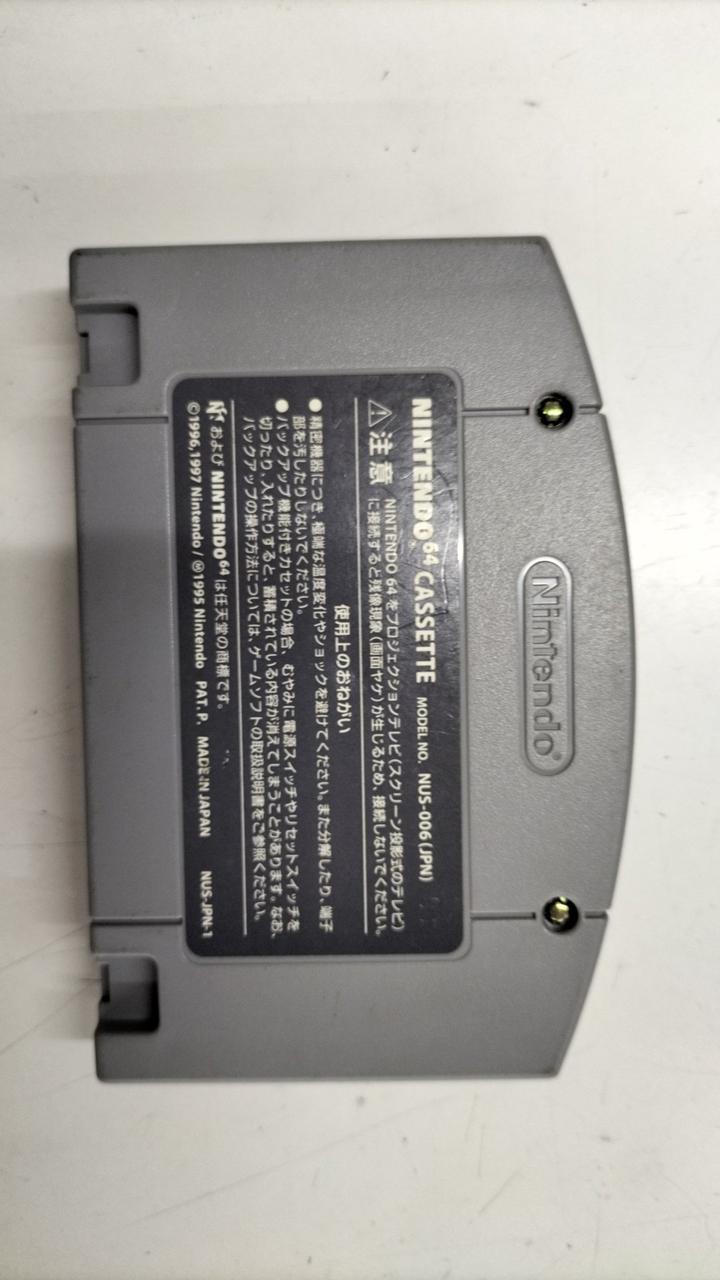 Nintendo®
NINTENDO64 CASSETTE MODEL NO. NUS-006(JPN)
⚠注意 NINTENDO 64 をプロジェクションテレビ(スクリーン投影式のテレビ)
に接続すると残像現象(画面ヤケ)が生じるため、接続しないでください。
使用上のおねがい
●精密機器につき、極端な温度変化やショックを避けてください。また分解したり、端子
部を汚したりしないでください。
●バックアップ機能付きカセットの場合、むやみに電源スイッチやリセットスイッチを
切ったり、入れたりすると、蓄積されている内容が消えてしまうことがあります。なお、
バックアップの操作方法については、ゲームソフトの取扱説明書をご参照ください。
および NINTENDO64 は任天堂の商標です。
©1996,1997 Nintendo / Ⓜ1995 Nintendo PAT. P. MADE IN JAPAN NUS-JPN-1